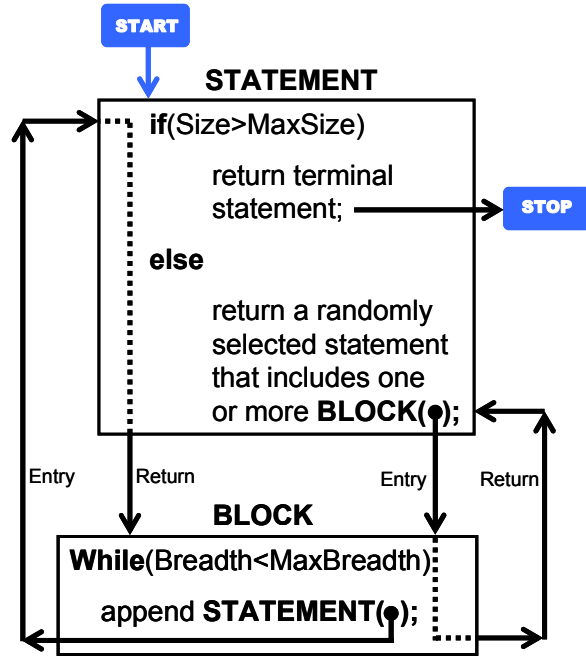 START
STATEMENT
if(Size>MaxSize)
return terminal
statement;
STOP
else
return a randomly
selected statement
that includes one
or more BLOCK( );
Entry
Return
Entry
Return
BLOCK
While(Breadth<MaxBreadth)
append STATEMENT( );